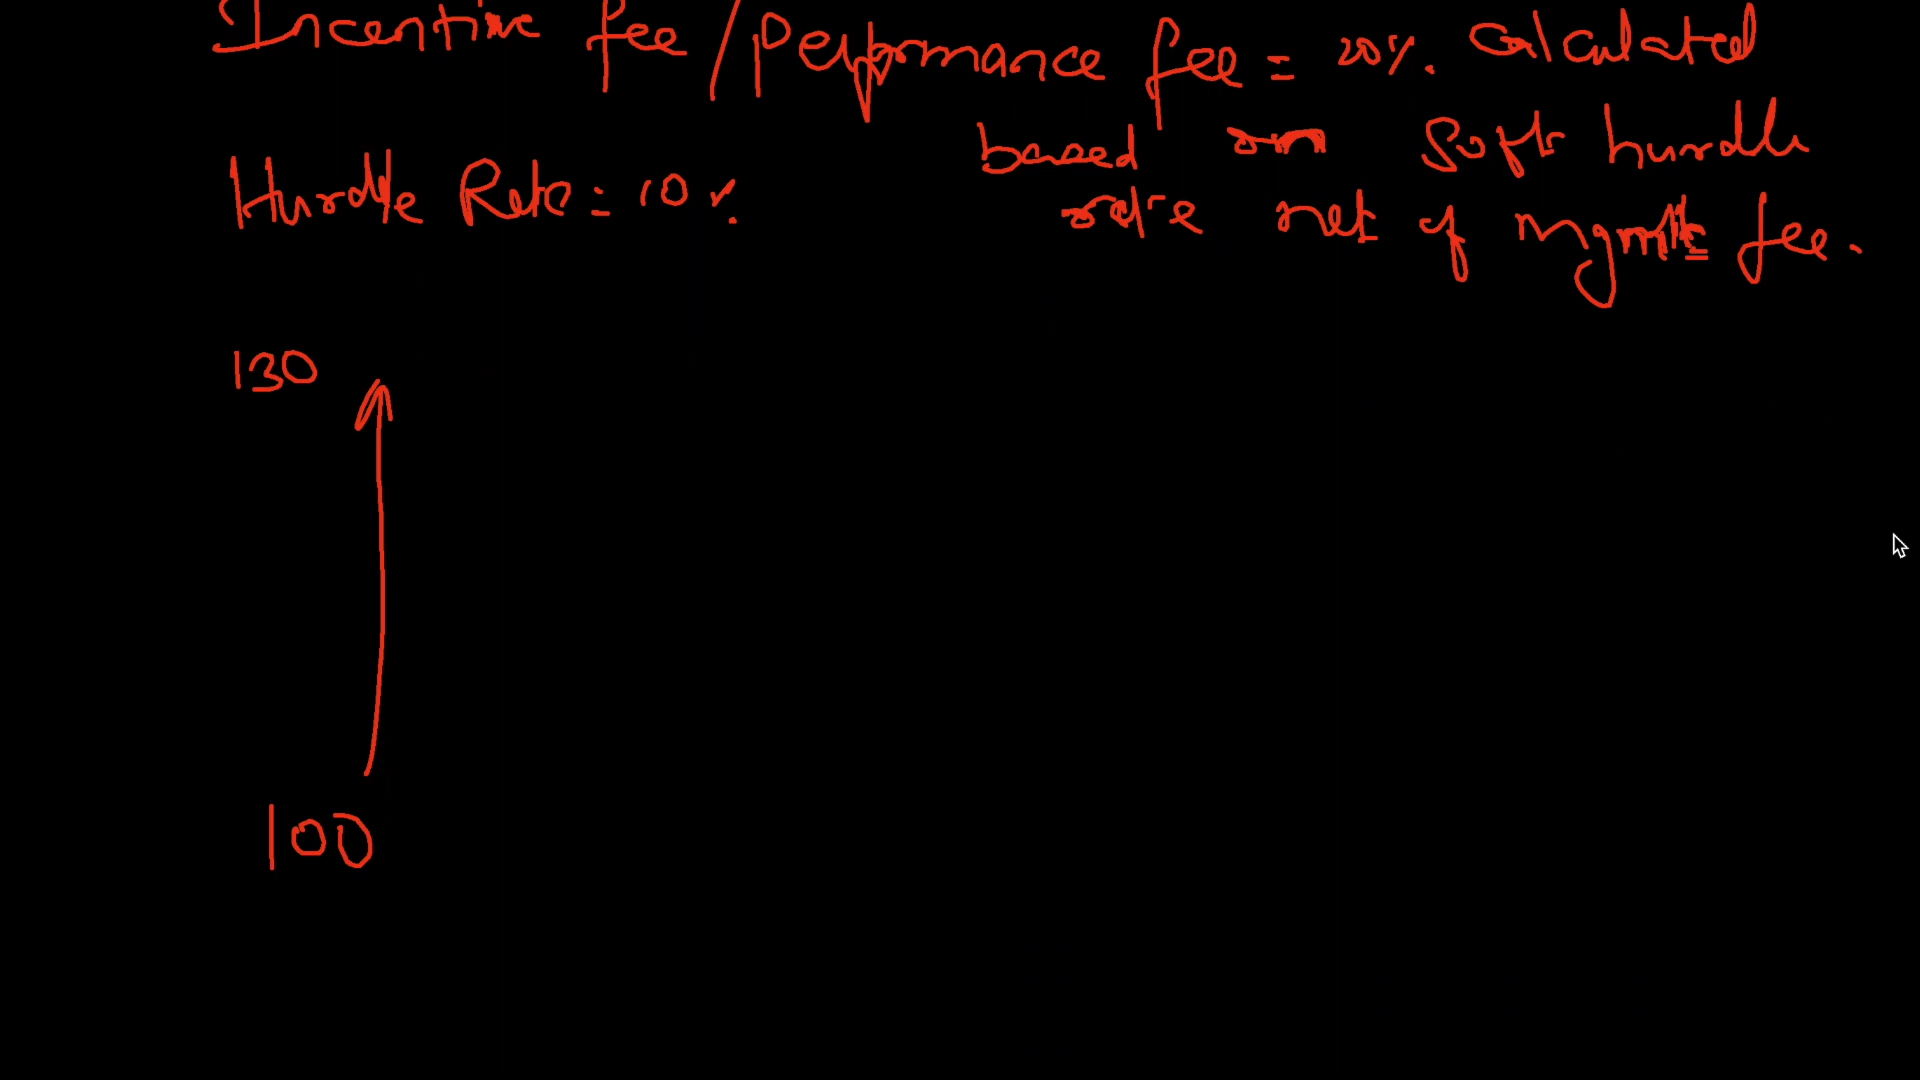 Incentive fee / Performance fee = 20%. Calculated
based on Soft hurdle
Hurdle Rate = 10%.
rate net of mgmt fee.
130
100